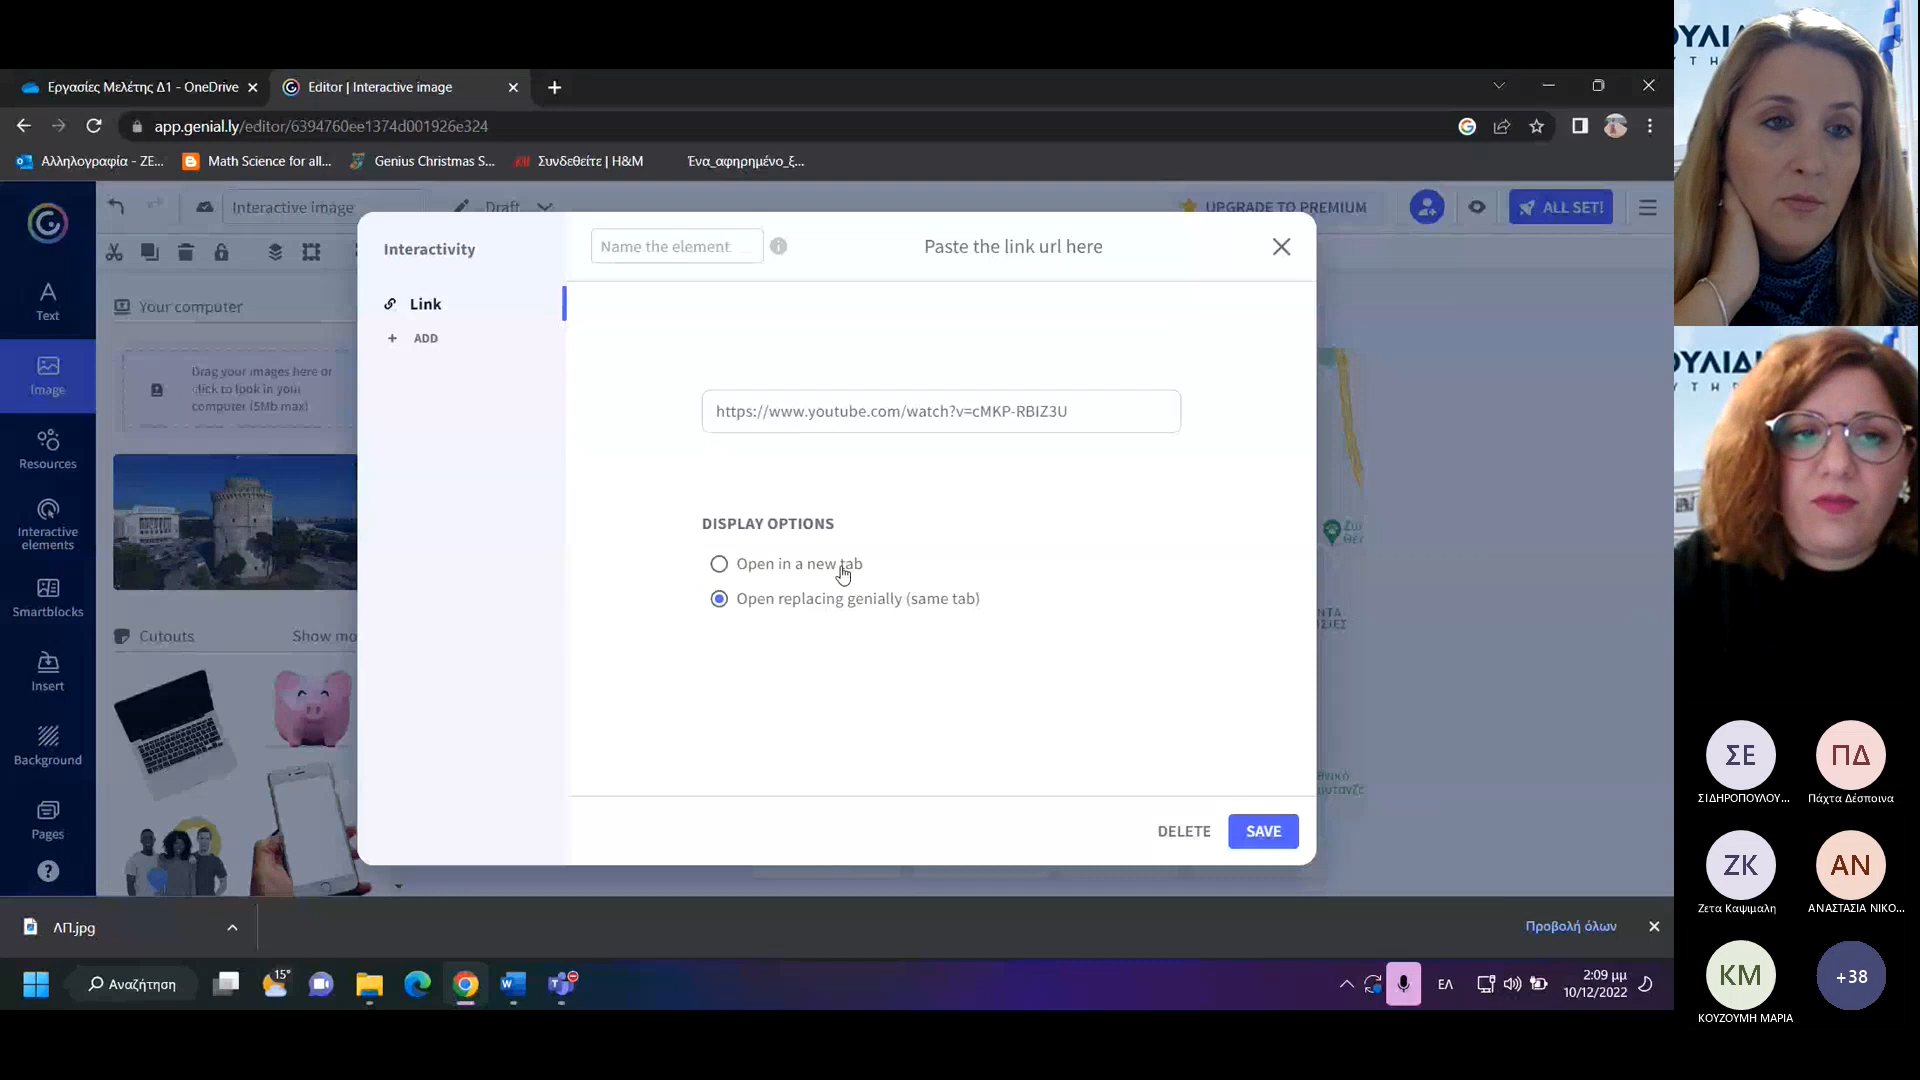 Εργασίες Μελέτης Δ1 - OneDrive
Editor | Interactive image
app.genial.ly/editor/6394760ee1374d001926e324
Αλληλογραφία - ΖΕ...
Math Science for all...
Genius Christmas S...
Συνδεθείτε | H&M
Ένα_αφηρημένο_ξ...
Interactive image
Draft
UPGRADE TO PREMIUM
ALL SET!
Interactivity
Name the element
Paste the link url here
Link
+ ADD
Text
Image
Resources
Interactive
elements
Smartblocks
Insert
Background
Pages
Your computer
Drag your images here or
click to look in your
computer (5Mb max)
Cutouts
Show mo
https://www.youtube.com/watch?v=cMKP-RBIZ3U
DISPLAY OPTIONS
Open in a new tab
Open replacing genially (same tab)
DELETE
SAVE
ΛΠ.jpg
Προβολή όλων
15°
Αναζήτηση
ΕΛ
2:09 μμ
10/12/2022
ΣΕ
ΣΙΔΗΡΟΠΟΥΛΟΥ...
ΠΔ
Πάχτα Δέσποινα
ΖΚ
Ζετα Καψιμαλη
ΑΝ
ΑΝΑΣΤΑΣΙΑ ΝΙΚΟ...
ΚΜ
ΚΟΥΖΟΥΜΗ ΜΑΡΙΑ
+38